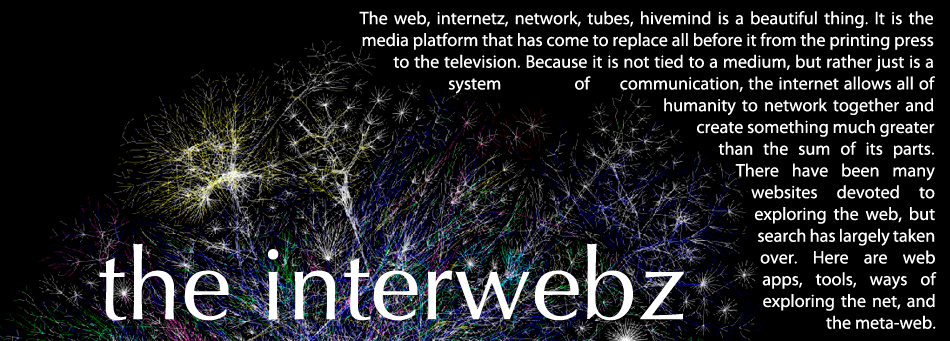 The web, internetz, network, tubes, hivemind is a beautiful thing. It is the
media platform that has come to replace all before it from the printing press
to the television. Because it is not tied to a medium, but rather just is a
system of communication, the internet allows all of
humanity to network together and
create something much greater
than the sum of its parts.
There have been many
websites devoted to
exploring the web, but
search has largely taken
over. Here are web
apps, tools, ways of
exploring the net, and
the meta-web.
the interwebz